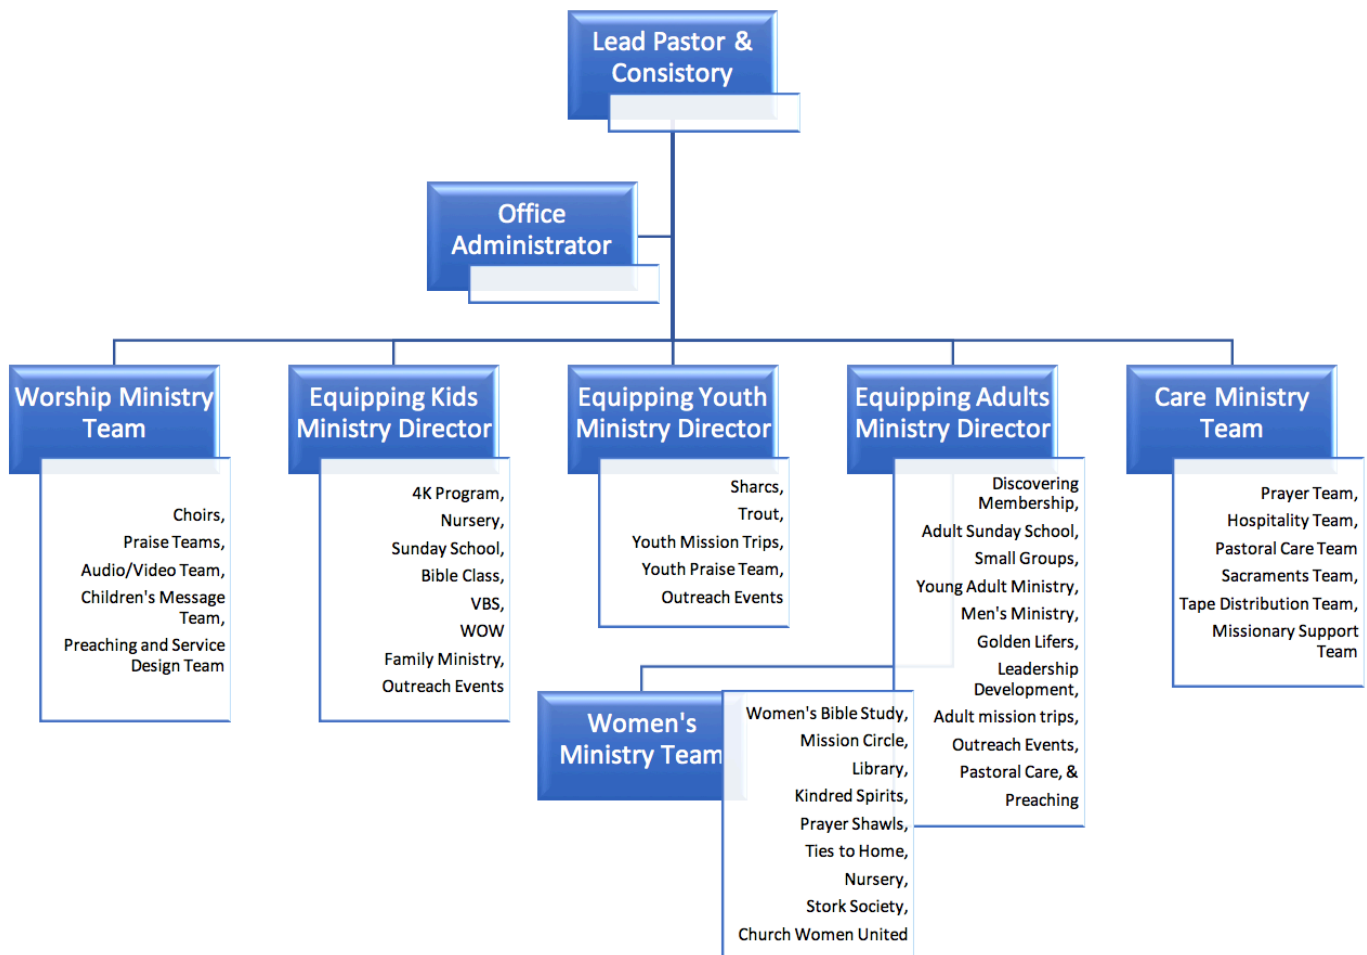 Lead Pastor &
Consistory
Office
Administrator
Worship Ministry
Team
Choirs,
Praise Teams,
Audio/Video Team,
Children's Message
Team,
Preaching and Service
Design Team
Equipping Kids
Ministry Director
4K Program,
Nursery,
Sunday School,
Bible Class,
VBS,
WOW
Family Ministry,
Outreach Events
Equipping Youth
Ministry Director
Sharcs,
Trout,
Youth Mission Trips,
Youth Praise Team,
Outreach Events
Equipping Adults
Ministry Director
Discovering
Membership,
Adult Sunday School,
Small Groups,
Young Adult Ministry,
Men's Ministry,
Golden Lifers,
Leadership
Development,
Adult mission trips,
Outreach Events,
Pastoral Care, &
Preaching
Women's
Ministry Team
Women's Bible Study,
Mission Circle,
Library,
Kindred Spirits,
Prayer Shawls,
Ties to Home,
Nursery,
Stork Society,
Church Women United
Care Ministry
Team
Prayer Team,
Hospitality Team,
Pastoral Care Team
Sacraments Team,
Tape Distribution Team,
Missionary Support
Team